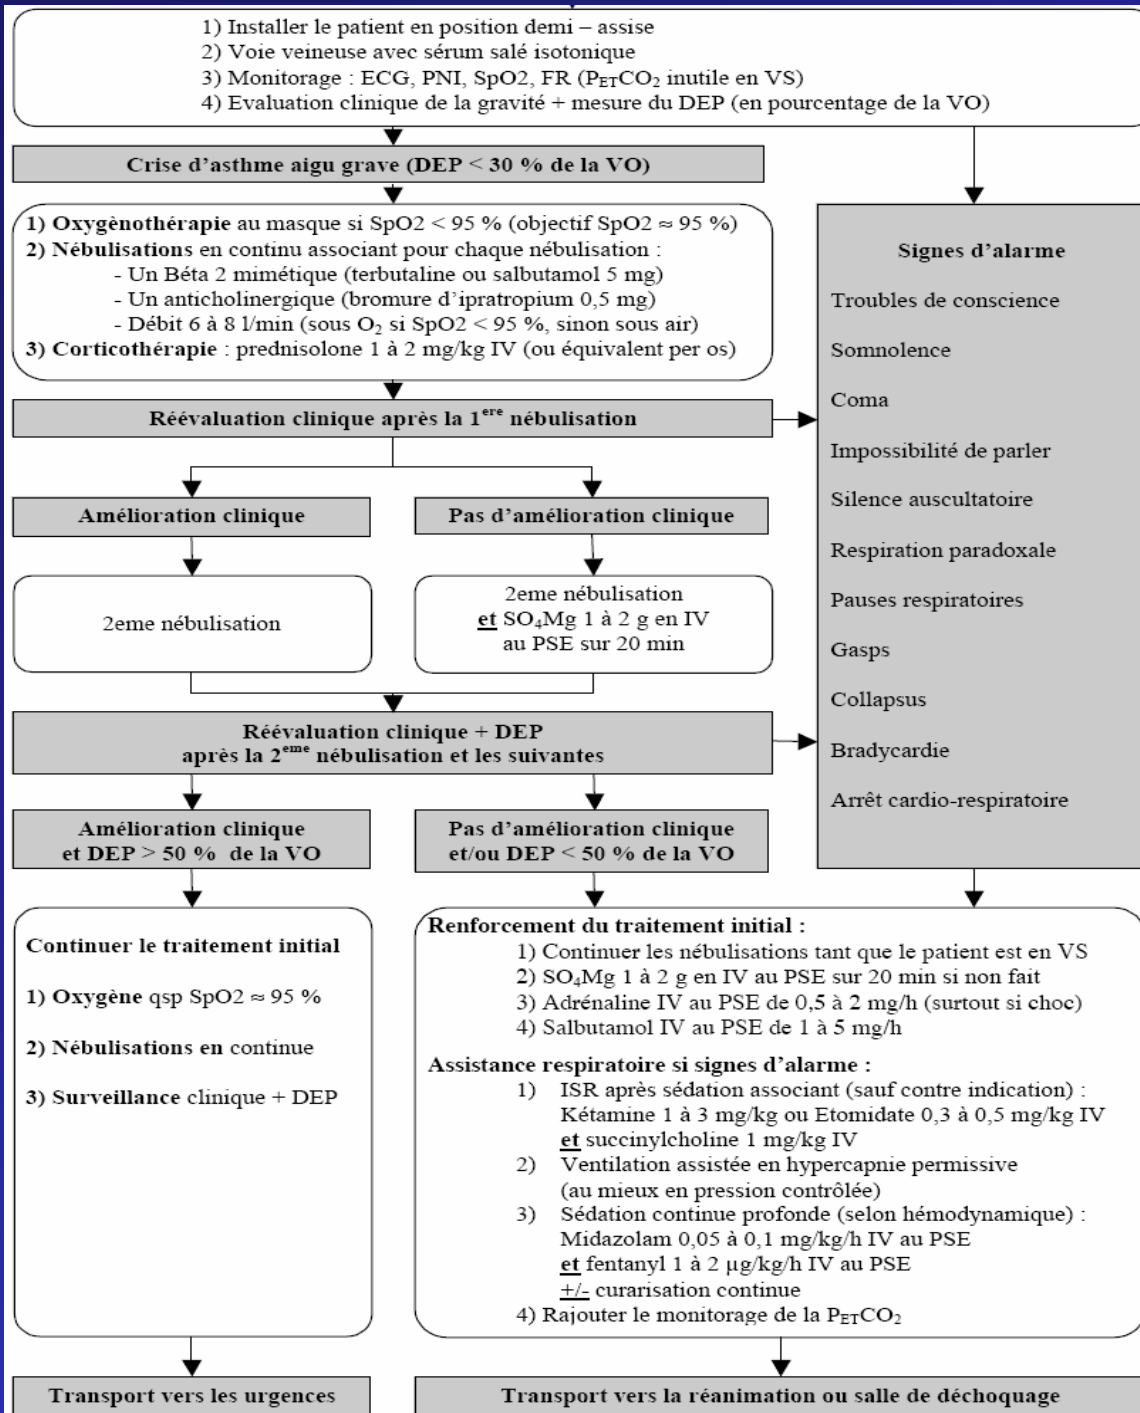 1) Installer le patient en position demi – assise
2) Voie veineuse avec sérum salé isotonique
3) Monitorage : ECG, PNI, SpO2, FR (PETCO2 inutile en VS)
4) Evaluation clinique de la gravité + mesure du DEP (en pourcentage de la VO)
Crise d'asthme aigu grave (DEP < 30 % de la VO)
1) Oxygènothérapie au masque si SpO2 < 95 % (objectif SpO2 ≈ 95 %)
2) Nébulisations en continu associant pour chaque nébulisation :
- Un Béta 2 mimétique (terbutaline ou salbutamol 5 mg)
- Un anticholinergique (bromure d'ipratropium 0,5 mg)
- Débit 6 à 8 l/min (sous O2 si SpO2 < 95 %, sinon sous air)
3) Corticothérapie : prednisolone 1 à 2 mg/kg IV (ou équivalent per os)
Réévaluation clinique après la 1ere nébulisation
Amélioration clinique
Pas d'amélioration clinique
2eme nébulisation
2eme nébulisation
et SO4Mg 1 à 2 g en IV
au PSE sur 20 min
Réévaluation clinique + DEP
après la 2eme nébulisation et les suivantes
Signes d'alarme
Troubles de conscience
Somnolence
Coma
Impossibilité de parler
Silence auscultatoire
Respiration paradoxale
Pauses respiratoires
Gasps
Collapsus
Bradycardie
Arrêt cardio-respiratoire
Amélioration clinique
et DEP > 50 % de la VO
Pas d'amélioration clinique
et/ou DEP < 50 % de la VO
Continuer le traitement initial
1) Oxygène qsp SpO2 ≈ 95 %
2) Nébulisations en continue
3) Surveillance clinique + DEP
Renforcement du traitement initial :
1) Continuer les nébulisations tant que le patient est en VS
2) SO4Mg 1 à 2 g en IV au PSE sur 20 min si non fait
3) Adrénaline IV au PSE de 0,5 à 2 mg/h (surtout si choc)
4) Salbutamol IV au PSE de 1 à 5 mg/h
Assistance respiratoire si signes d'alarme :
1) ISR après sédation associant (sauf contre indication) :
Kétamine 1 à 3 mg/kg ou Etomidate 0,3 à 0,5 mg/kg IV
et succinylcholine 1 mg/kg IV
2) Ventilation assistée en hypercapnie permissive
(au mieux en pression contrôlée)
3) Sédation continue profonde (selon hémodynamique) :
Midazolam 0,05 à 0,1 mg/kg/h IV au PSE
et fentanyl 1 à 2 µg/kg/h IV au PSE
+/- curarisation continue
4) Rajouter le monitorage de la PETCO2
Transport vers les urgences
Transport vers la réanimation ou salle de déchoquage